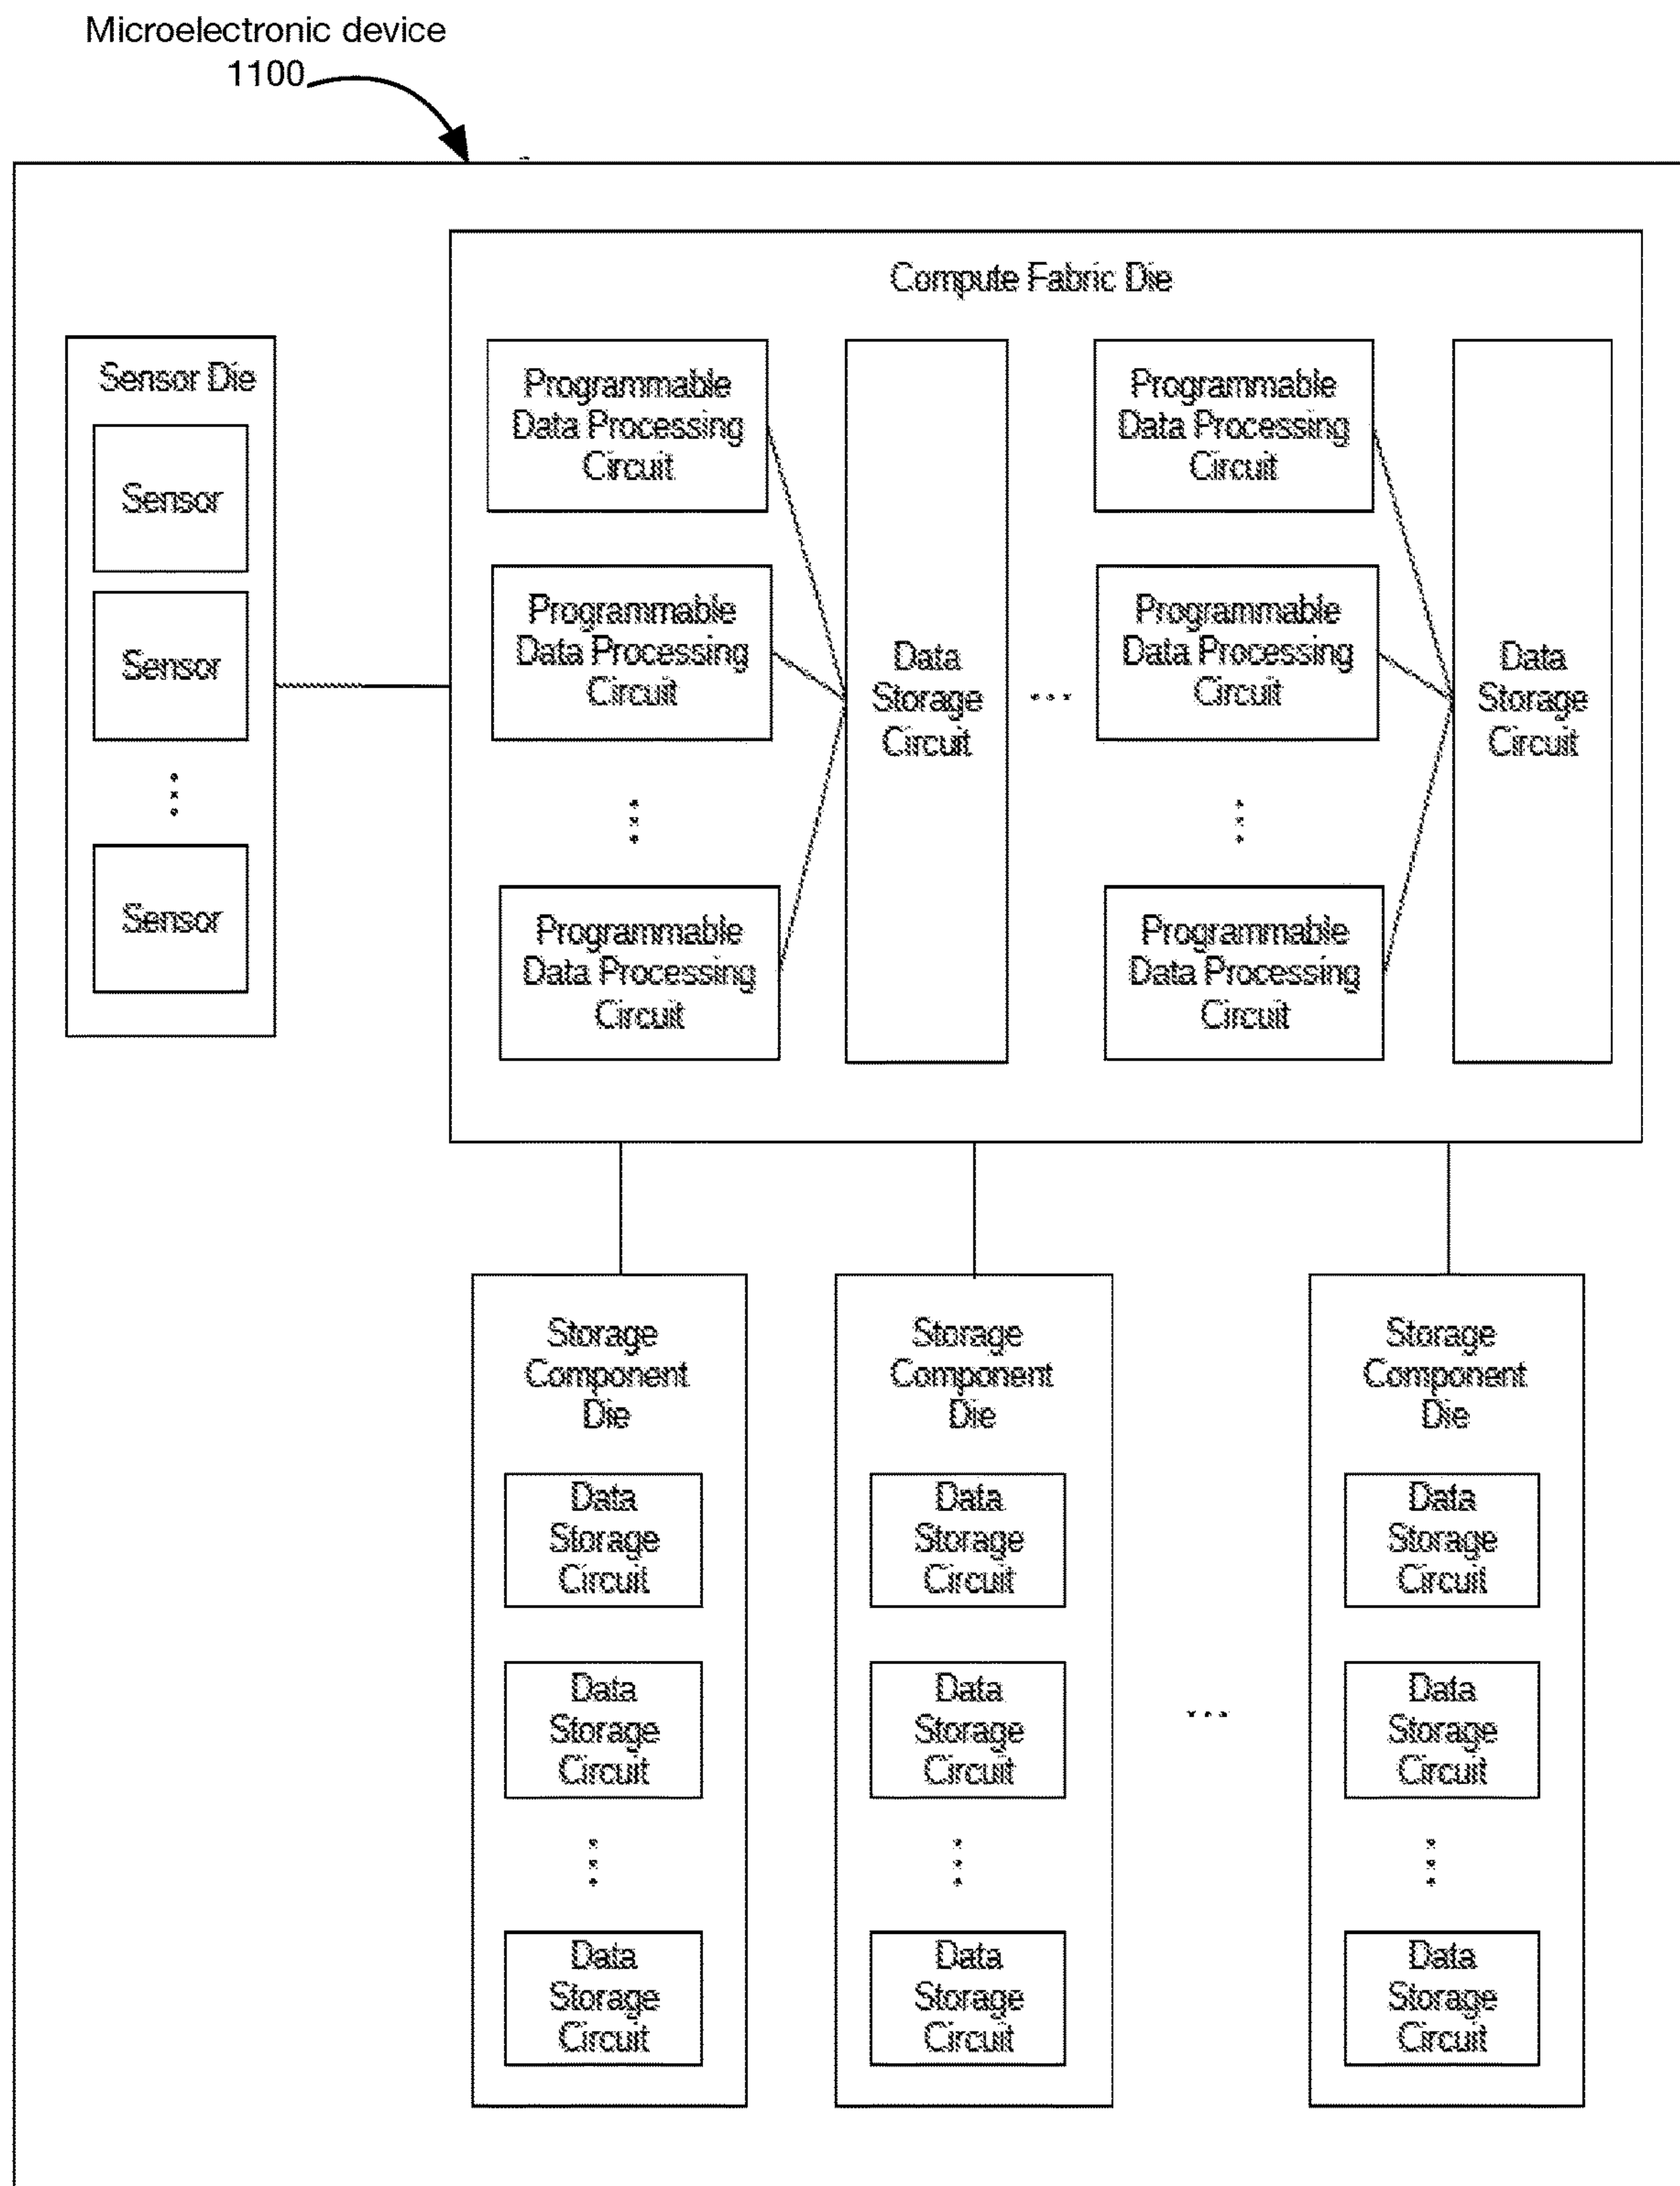 Microelectronic device
1100
Compute Fabric Die
Sensor Die
Sensor
Sensor
Sensor
Programmable
Data Processing
Circuit
Programmable
Data Processing
Circuit
Programmable
Data Processing
Circuit
Data
Storage
Circuit
...
Programmable
Data Processing
Circuit
Programmable
Data Processing
Circuit
Programmable
Data Processing
Circuit
Data
Storage
Circuit
Storage
Component
Die
Data
Storage
Circuit
Data
Storage
Circuit
Data
Storage
Circuit
Storage
Component
Die
Data
Storage
Circuit
Data
Storage
Circuit
Data
Storage
Circuit
...
Storage
Component
Die
Data
Storage
Circuit
Data
Storage
Circuit
Data
Storage
Circuit